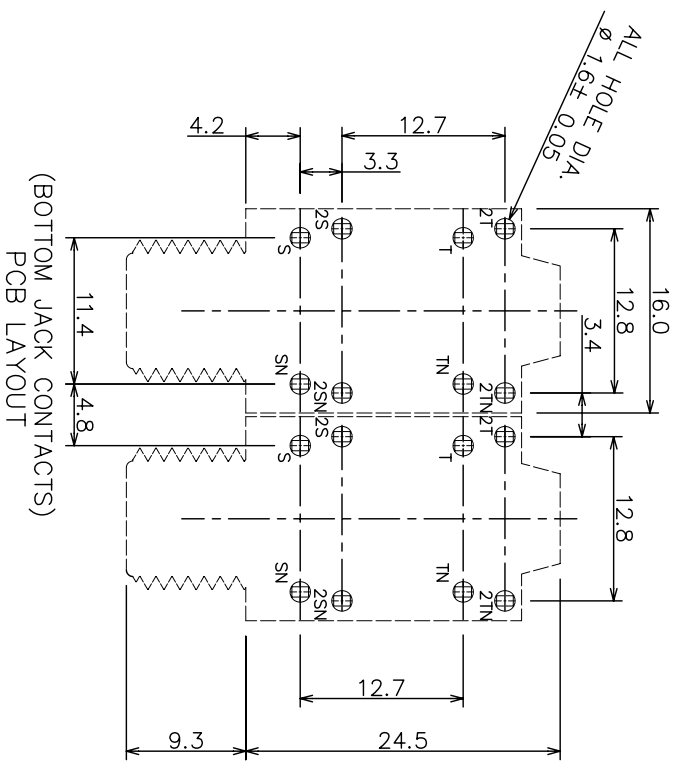 ALL HOLE DIA.
ø 1.6± 0.05
4.2
12.7
3.3
16.0
12.8
3.4
12.8
2S
2T
S
T
SN
TN
2SN
2TN
2S
2T
S
T
SN
TN
2SN
2TN
11.4
4.8
12.7
9.3
24.5
(BOTTOM JACK CONTACTS)
PCB LAYOUT